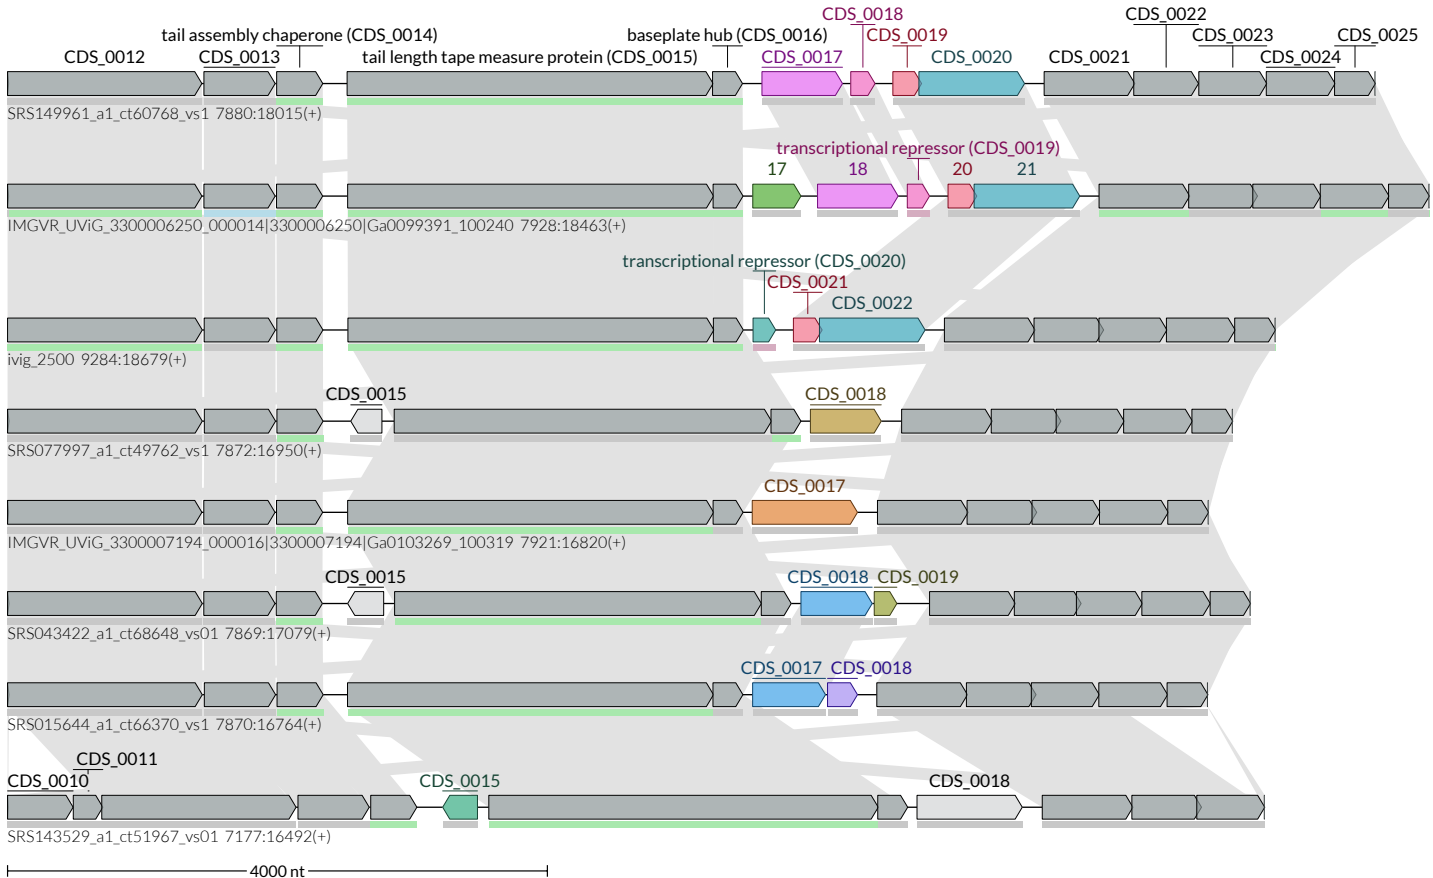 CDS_0018
CDS_0022
tail assembly chaperone (CDS_0014)
baseplate hub (CDS_0016)
CDS_0019
CDS_0023
CDS_0025
CDS_0012
CDS_0013
tail length tape measure protein (CDS_0015)
CDS_0017
CDS_0020
CDS_0021
CDS_0024
SRS149961_a1_ct60768_vs1 7880:18015(+)
transcriptional repressor (CDS_0019)
17
18
20
21
IMGVR_UViG_3300006250_000014|3300006250|Ga0099391_100240 7928:18463(+)
transcriptional repressor (CDS_0020)
CDS_0021
CDS_0022
ivig_2500 9284:18679(+)
CDS_0015
CDS_0018
SRS077997_a1_ct49762_vs1 7872:16950(+)
CDS_0017
IMGVR_UViG_3300007194_000016|3300007194|Ga0103269_100319 7921:16820(+)
CDS_0015
CDS_0018
CDS_0019
SRS043422_a1_ct68648_vs01 7869:17079(+)
CDS_0017
CDS_0018
SRS015644_a1_ct66370_vs1 7870:16764(+)
CDS_0011
CDS_0010
CDS_0015
CDS_0018
SRS143529_a1_ct51967_vs01 7177:16492(+)
4000 nt